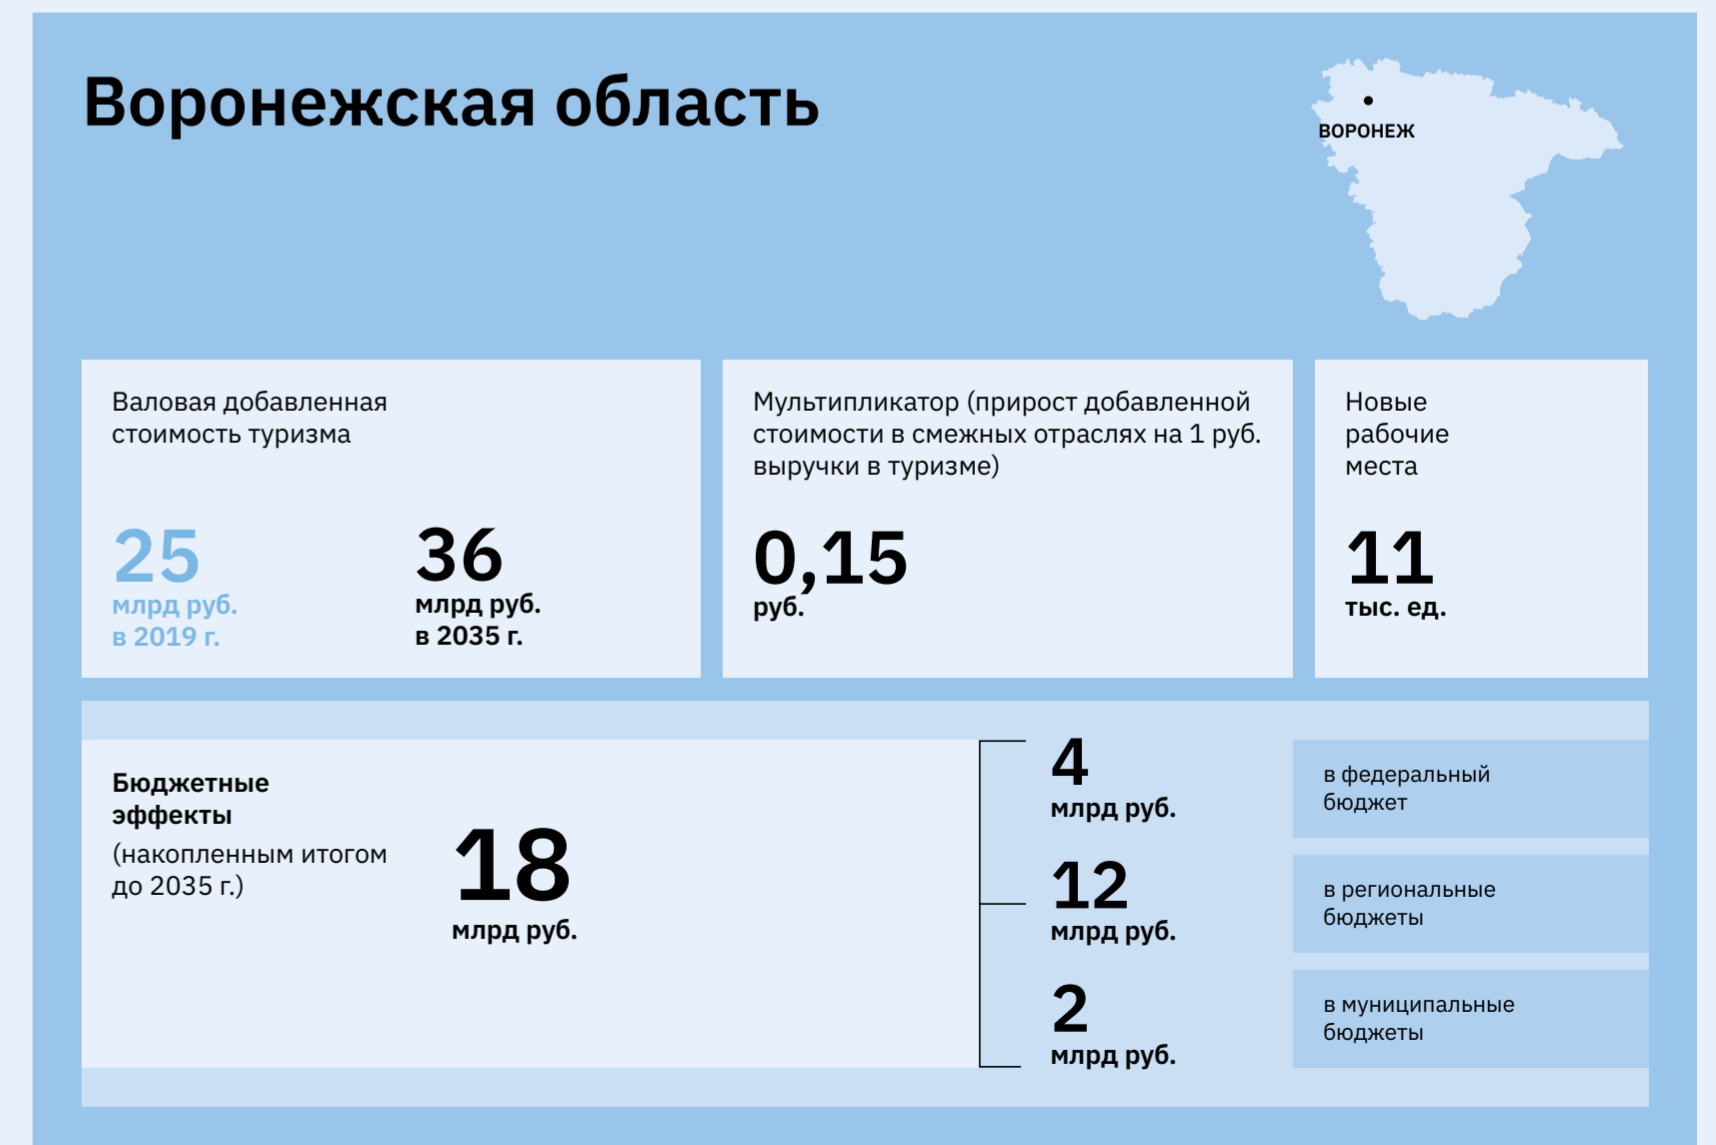 Воронежская область
ВОРОНЕЖ
Валовая добавленная
стоимость туризма
25
млрд руб.
в 2019 г.
36
млрд руб.
в 2035 г.
Мультипликатор (прирост добавленной
стоимости в смежных отраслях на 1 руб.
выручки в туризме)
0,15
руб.
Новые
рабочие
места
11
тыс. ед.
Бюджетные
эффекты
(накопленным итогом
до 2035 г.)
18
млрд руб.
4
млрд руб.
в федеральный
бюджет
12
млрд руб.
в региональные
бюджеты
2
млрд руб.
в муниципальные
бюджеты